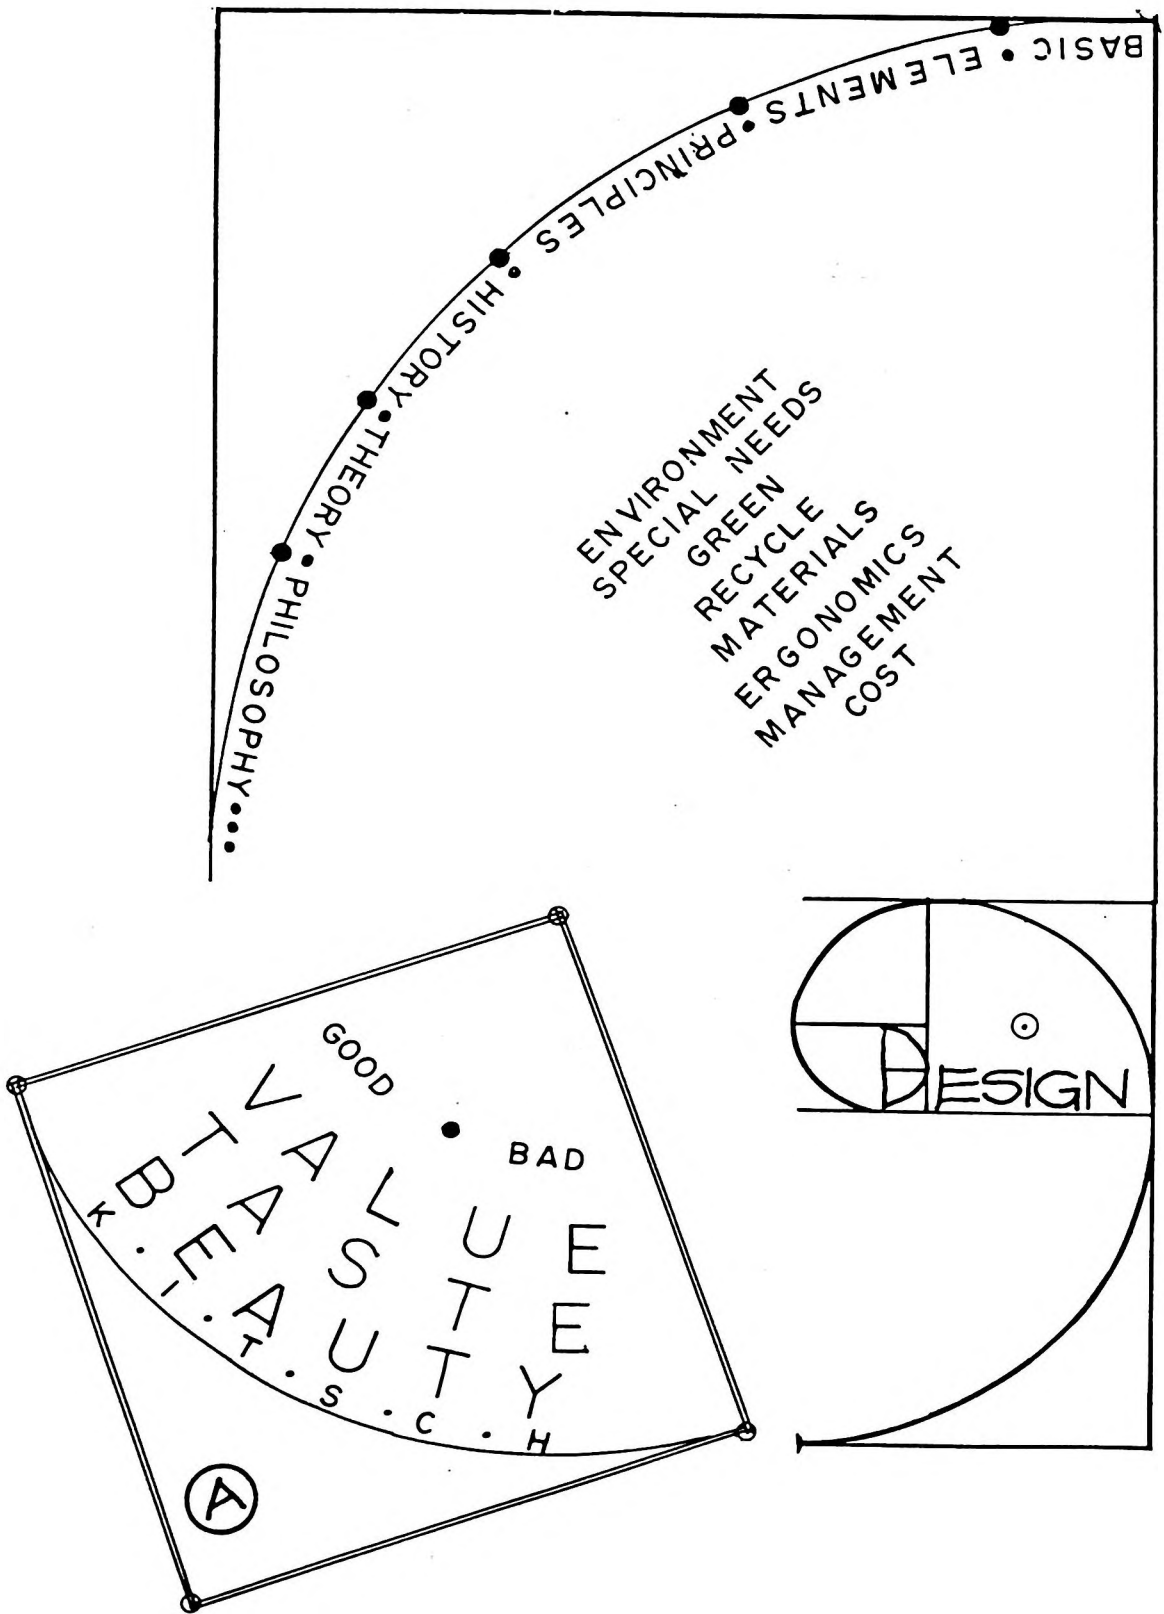 BASIC • ELEMENTS • PRINCIPLES • HISTORY • THEORY • PHILOSOPHY...
ENVIRONMENT
SPECIAL NEEDS
GREEN
RECYCLE
MATERIALS
ERGONOMICS
MANAGEMENT
COST
DESIGN
GOOD • BAD
VALUE
TASTE
BEAUTY
K.I.T.S.C.H
A